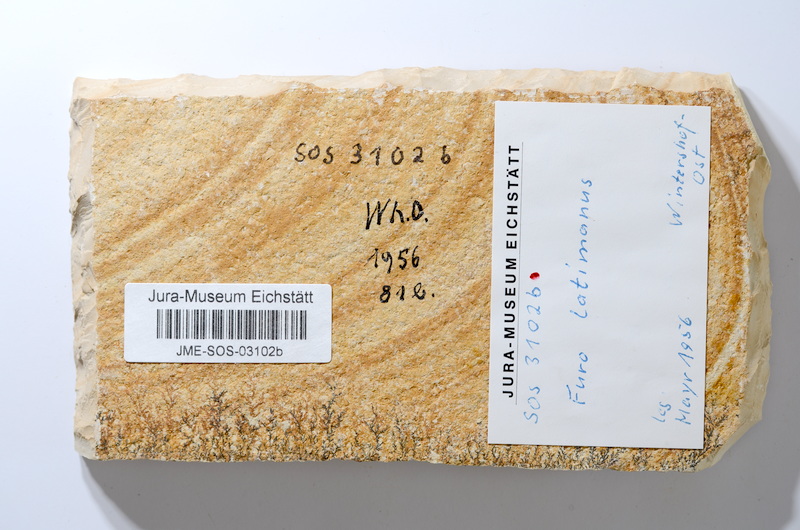 SOS 3102 b
Wh.O.
1956
81b.
Jura-Museum Eichstätt
JME-SOS-03102b
JURA-MUSEUM EICHSTÄTT
SOS 3102b
Furo latimanus
leg.
Mayr 1956
Wintershof-
Ost